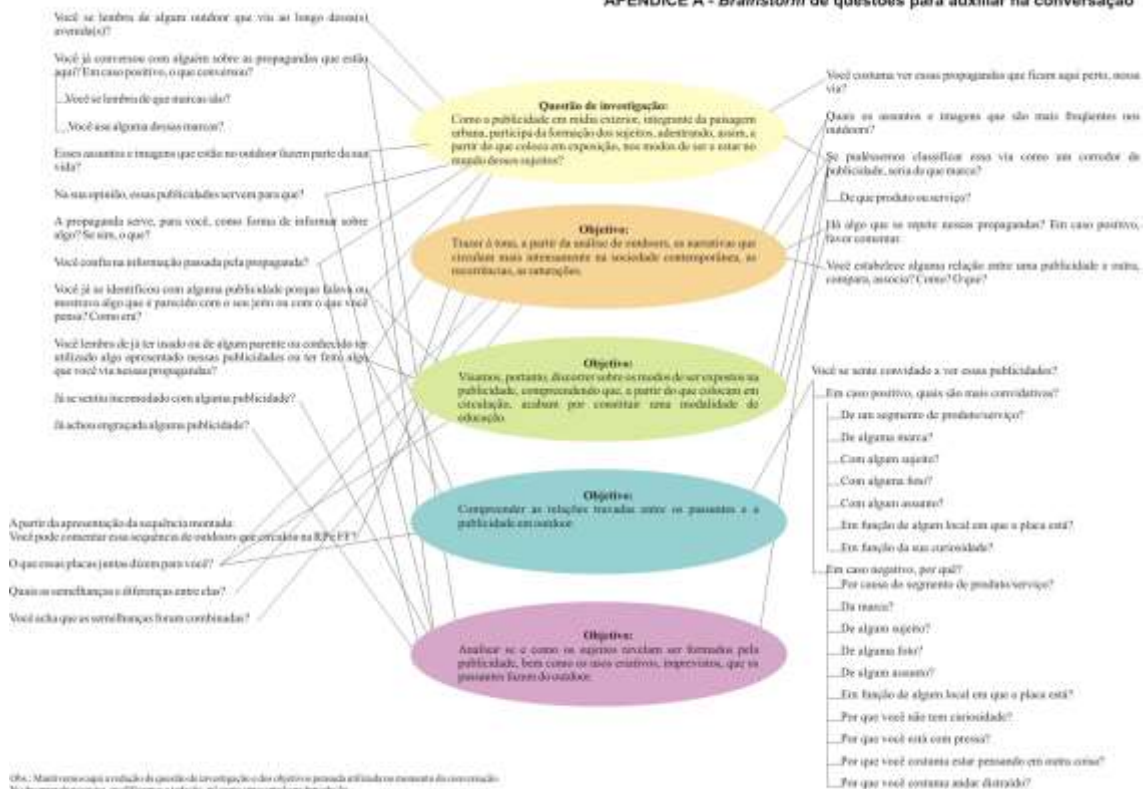 APÊNDICE A - Brainstorm de questões para auxiliar na conversação
Você se lembra de algum outdoor que viu ao longo dessa(s)
avenida(s)?
Você já conversou com alguém sobre as propagandas que estão
aqui? Em caso positivo, o que conversou?
Você se lembra de que marcas são?
Você usa alguma dessas marcas?
Esses assuntos e imagens que estão no outdoor fazem parte da sua
vida?
Na sua opinião, essas publicidades servem para que?
A propaganda serve, para você, como forma de informar sobre
algo? Se sim, o que?
Você confia na informação passada pela propaganda?
Você já se identificou com alguma publicidade porque falava ou
mostrava algo que é parecido com o seu jeito ou com o que você
pensa? Como era?
Você lembra de já ter usado ou de algum parente ou conhecido ter
utilizado algo apresentado nessas publicidades ou ter feito algo
que você viu nessas propagandas?
Já se sentiu incomodado com alguma publicidade?
Já achou engraçada alguma publicidade?
A partir da apresentação da sequência montada:
Você pode comentar essa sequência de outdoors que circulou na RPe FF?
O que essas placas juntas dizem para você?
Quais as semelhanças e diferenças entre elas?
Você acha que as semelhanças foram combinadas?
Questão de investigação:
Como a publicidade em mídia exterior, integrante da paisagem
urbana, participa da formação dos sujeitos, adentrando, assim, a
partir do que coloca em exposição, nos modos de ser e estar no
mundo desses sujeitos?
Objetivo:
Trazer à tona, a partir da análise de outdoors, as narrativas que
circulam mais intensamente na sociedade contemporânea, as
recorrências, as saturações.
Objetivo:
Visamos, portanto, discorrer sobre os modos de ser expostos na
publicidade, compreendendo que, a partir do que colocam em
circulação, acabam por constituir uma modalidade de
educação.
Objetivo:
Compreender as relações travadas entre os passantes e a
publicidade em outdoor.
Objetivo:
Analisar se e como os sujeitos revelam ser formados pela
publicidade, bem como os usos criativos, imprevistos, que os
passantes fazem do outdoor.
Você costuma ver essas propagandas que ficam aqui perto, nessa
via?
Quais os assuntos e imagens que são mais freqüentes nos
outdoors?
Se pudéssemos classificar essa via como um corredor de
publicidade, seria do que marca?
De que produto ou serviço?
Há algo que se repete nessas propagandas? Em caso positivo,
favor comentar.
Você estabelece alguma relação entre uma publicidade e outra,
compara, associa? Como? O que?
Você se sente convidado a ver essas publicidades?
Em caso positivo, quais são mais convidativas?
De um segmento de produto/serviço?
De alguma marca?
Com algum sujeito?
Com alguma foto?
Com algum assunto?
Em função de algum local em que a placa está?
Em função da sua curiosidade?
Em caso negativo, por quê?
Por causa do segmento de produto/serviço?
Da marca?
De algum sujeito?
De alguma foto?
De algum assunto?
Em função de algum local em que a placa está?
Por que você não tem curiosidade?
Por que você está com pressa?
Por que você costuma estar pensando em outra coisa?
Por que você costuma andar distraído?
Obs.: Mantivemos aqui a redação da questão de investigação e dos objetivos pensada utilizada no momento da conversação.